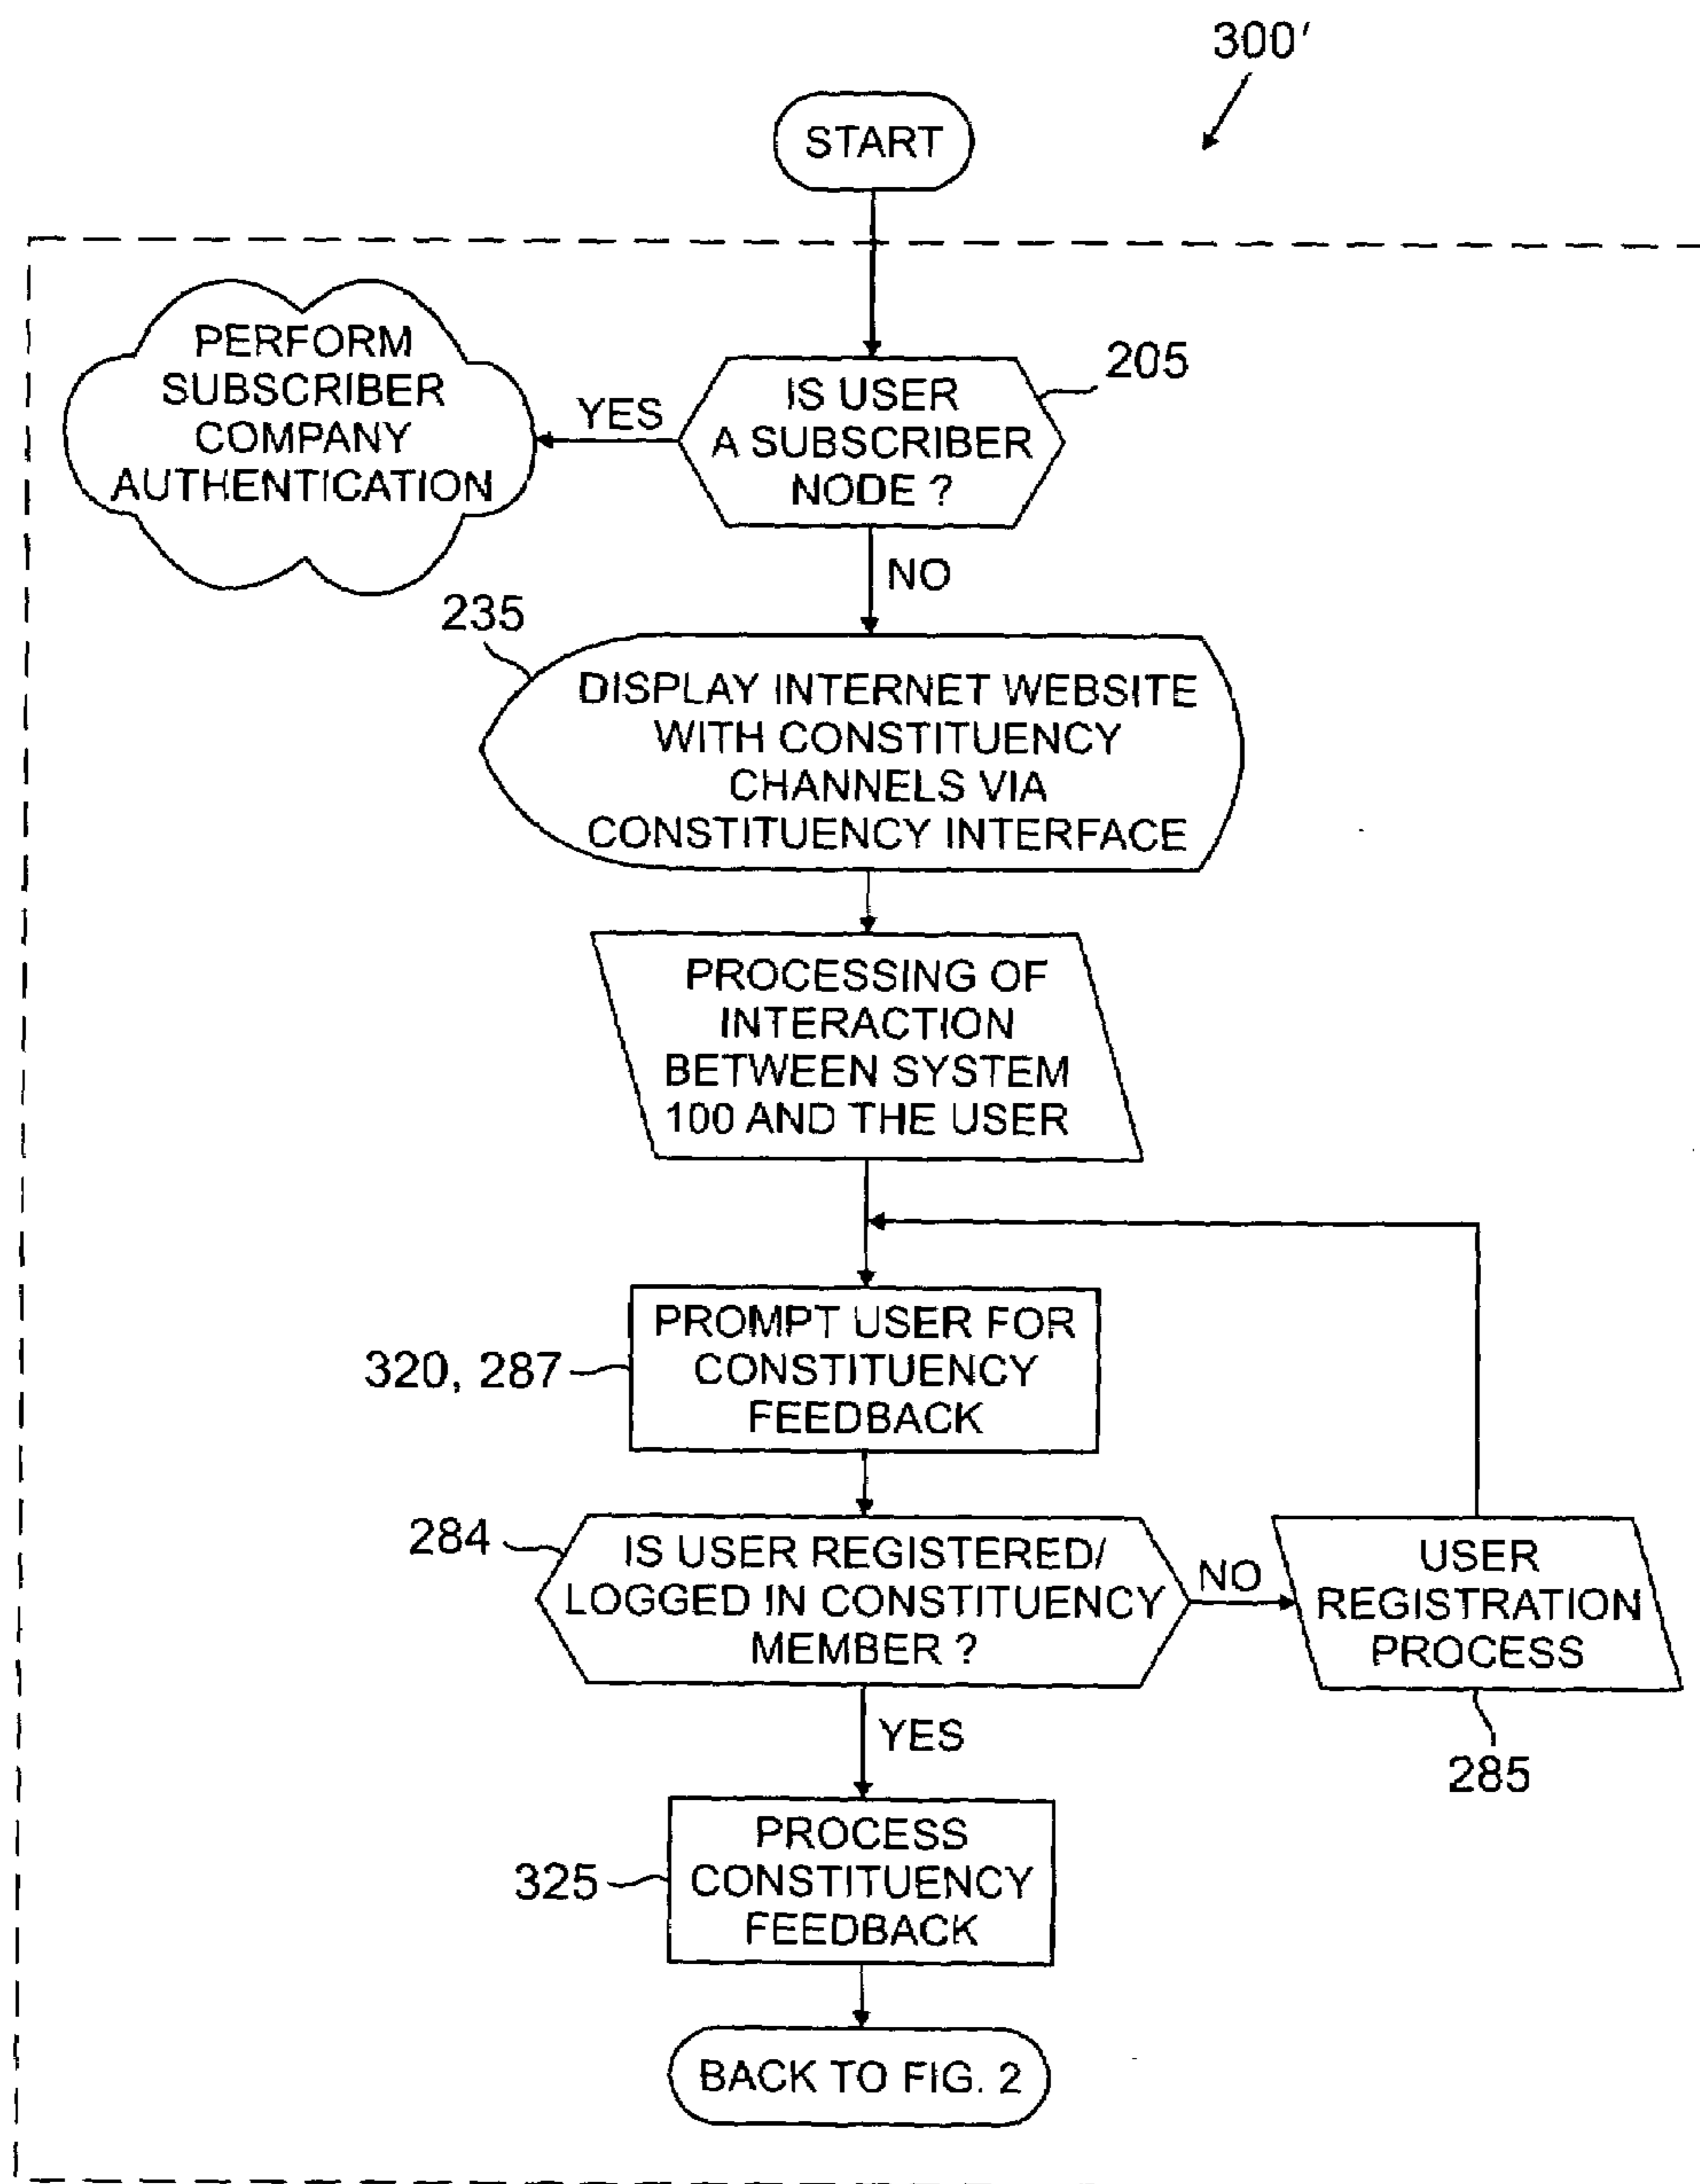 300'
START
PERFORM
SUBSCRIBER
COMPANY
AUTHENTICATION
YES
IS USER
A SUBSCRIBER
NODE ?
205
NO
235
DISPLAY INTERNET WEBSITE
WITH CONSTITUENCY
CHANNELS VIA
CONSTITUENCY INTERFACE
PROCESSING OF
INTERACTION
BETWEEN SYSTEM
100 AND THE USER
320, 287
PROMPT USER FOR
CONSTITUENCY
FEEDBACK
284
IS USER REGISTERED/
LOGGED IN CONSTITUENCY
MEMBER ?
NO
USER
REGISTRATION
PROCESS
285
YES
325
PROCESS
CONSTITUENCY
FEEDBACK
BACK TO FIG. 2